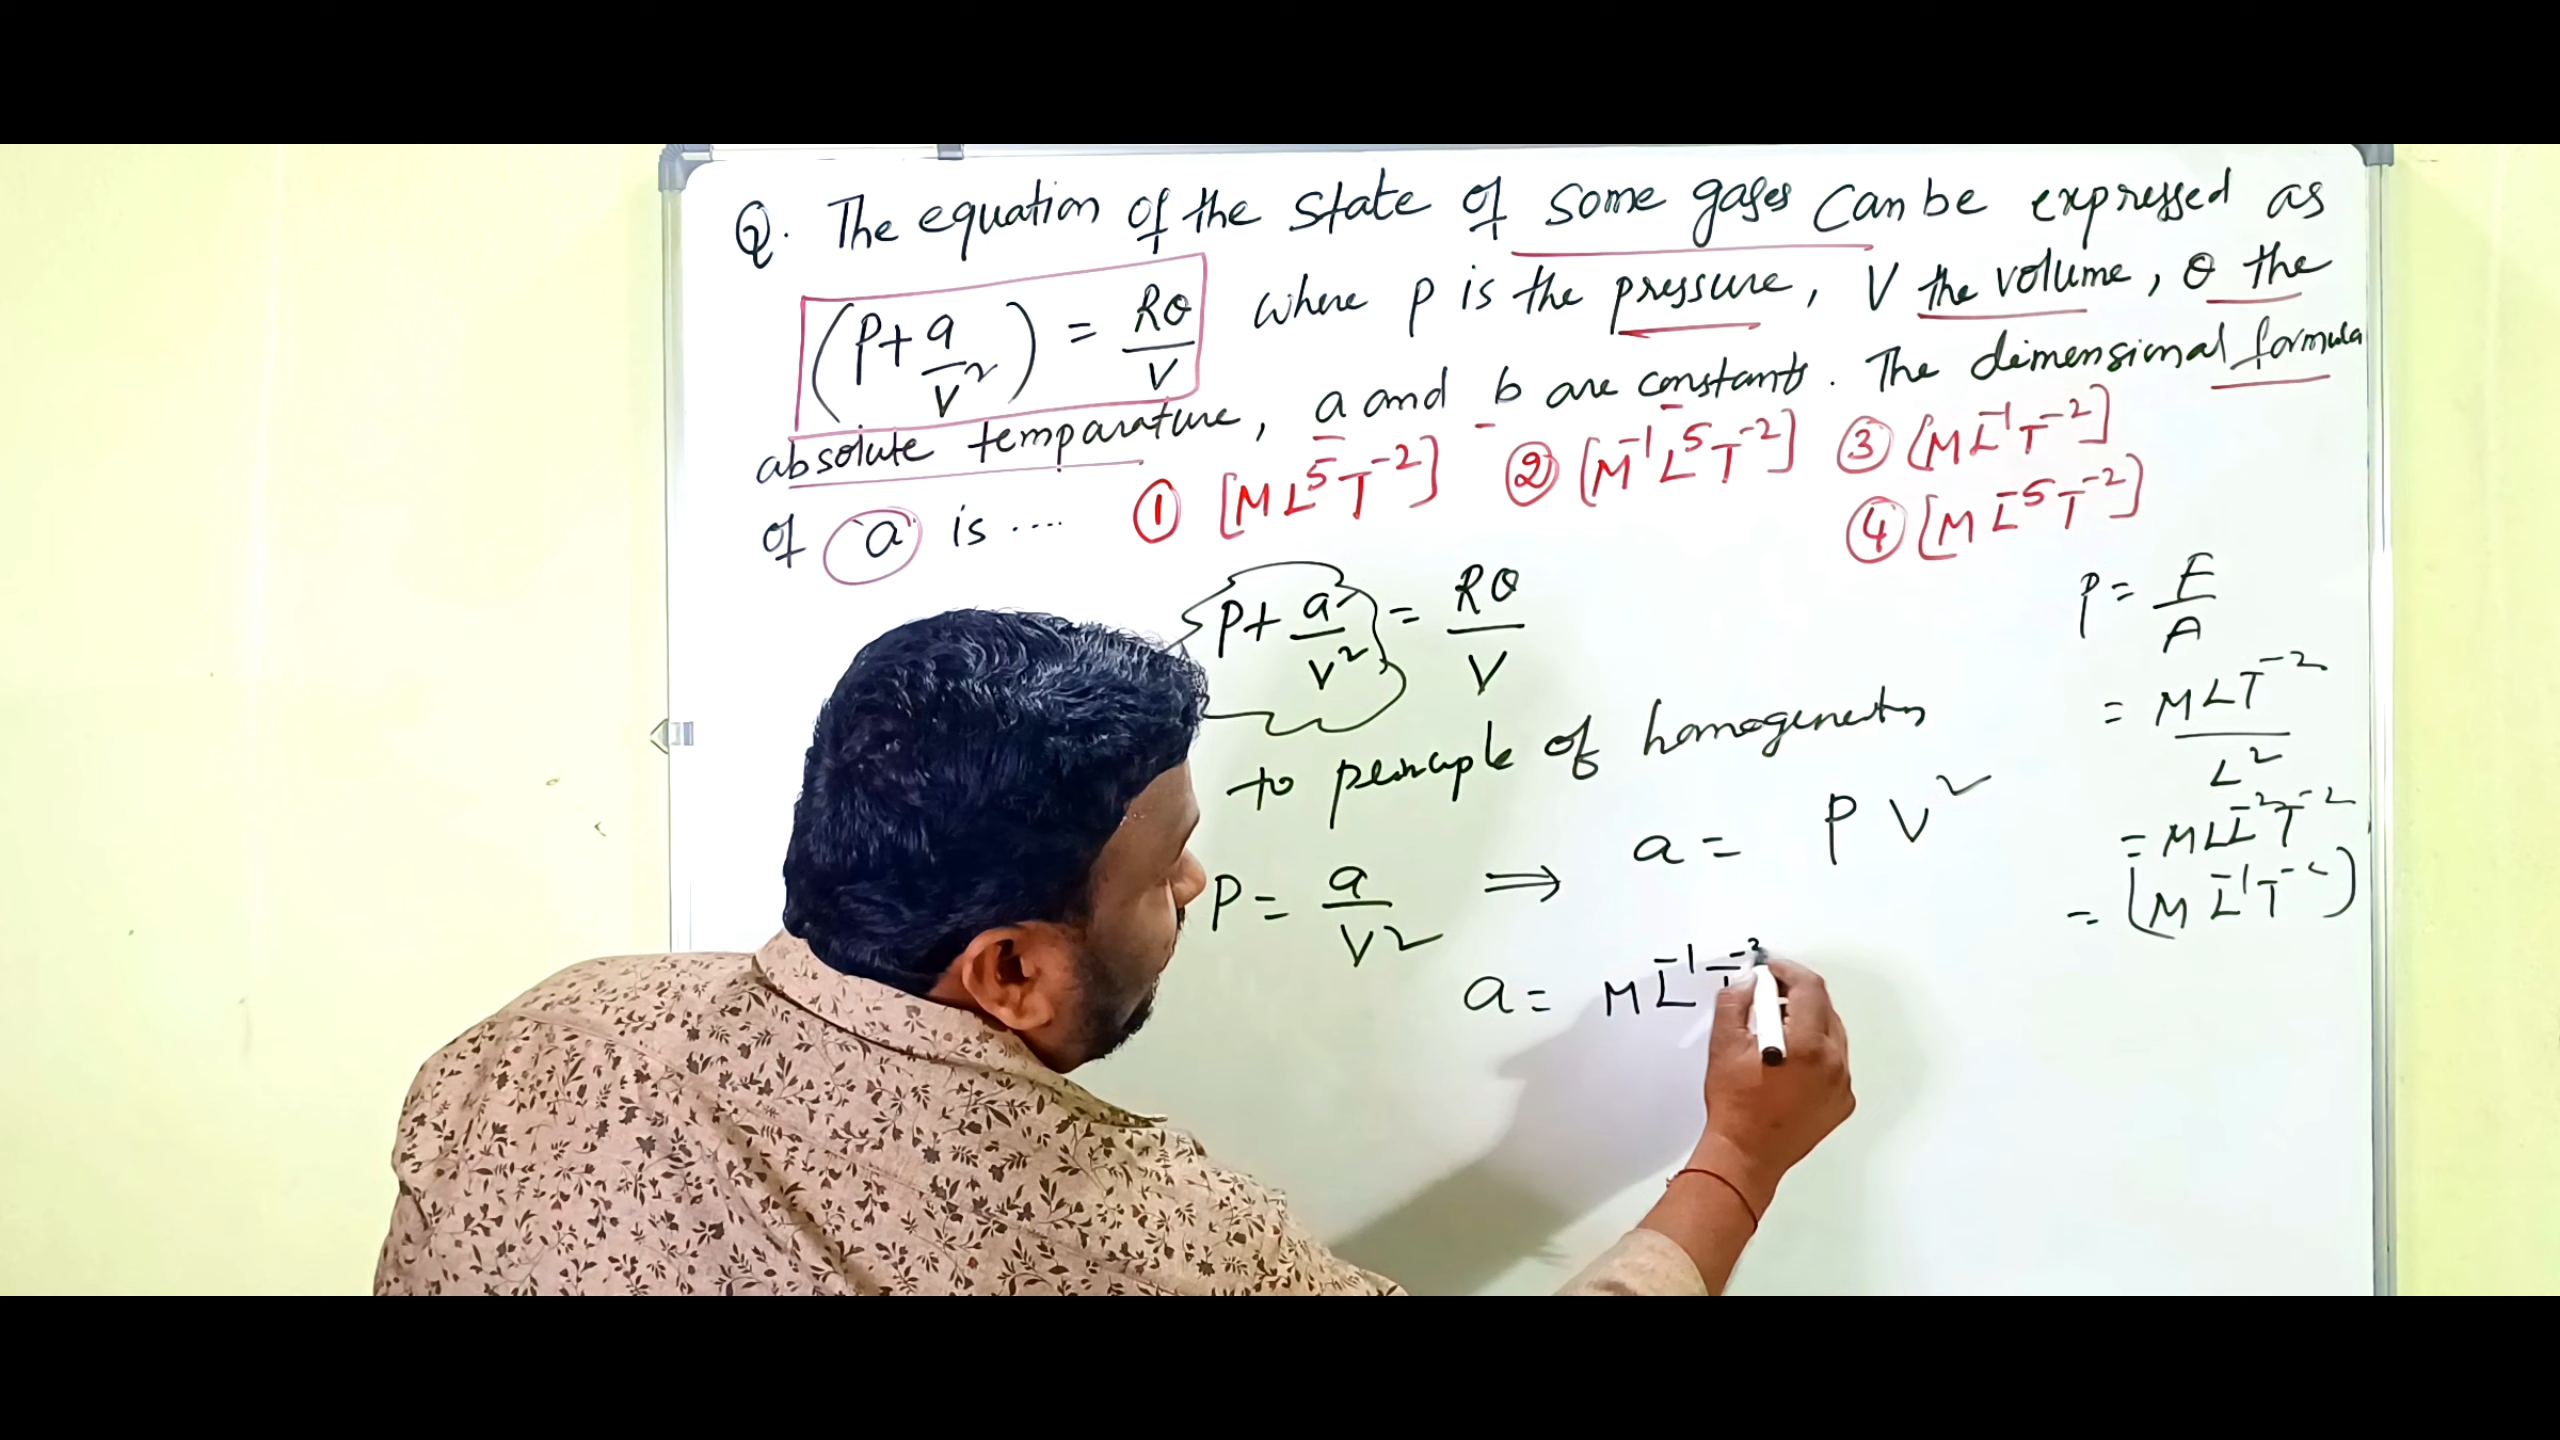 Q. The equation of the state of some gases can be expressed as
(P + a/V²) = Rθ/V where P is the pressure, V the volume, θ the
absolute temparature, a and b are constants. The dimensional formula
of 'a' is .... ① [ML⁵T⁻²] ② [M⁻¹L⁵T⁻²] ③ [ML⁻¹T⁻²]
④ [ML⁻⁵T⁻²]
P + a/V² = Rθ/V
to principle of homogeneity
P = a/V² ⇒ a = PV²
a = ML⁻¹T⁻²
P = F/A
= MLT⁻²/L²
= MLL⁻²T⁻²
= (ML⁻¹T⁻²)